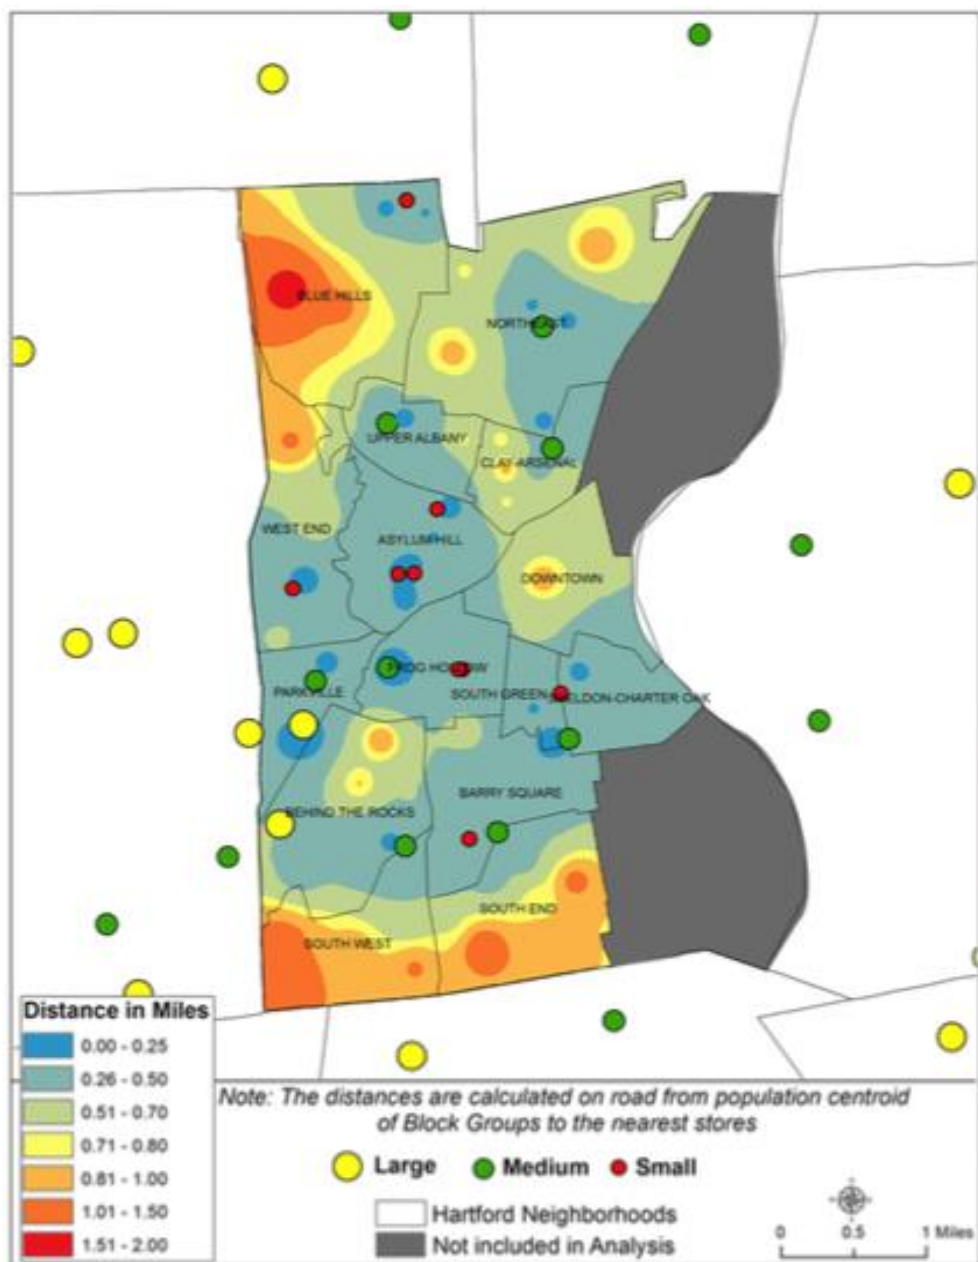 BLUE HILLS
NORTHEAST
UPPER ALBANY
CLAY-ARSENAL
WEST END
ASYLUM HILL
DOWNTOWN
FROG HOLLOW
PARKVILLE
SOUTH GREEN
SHELDON-CHARTER OAK
BARRY SQUARE
BEHIND THE ROCKS
SOUTH END
SOUTH WEST
Distance in Miles
0.00 - 0.25
0.26 - 0.50
0.51 - 0.70
0.71 - 0.80
0.81 - 1.00
1.01 - 1.50
1.51 - 2.00
Note: The distances are calculated on road from population centroid
of Block Groups to the nearest stores
Large Medium Small
Hartford Neighborhoods
Not included in Analysis
0 0.5 1 Miles